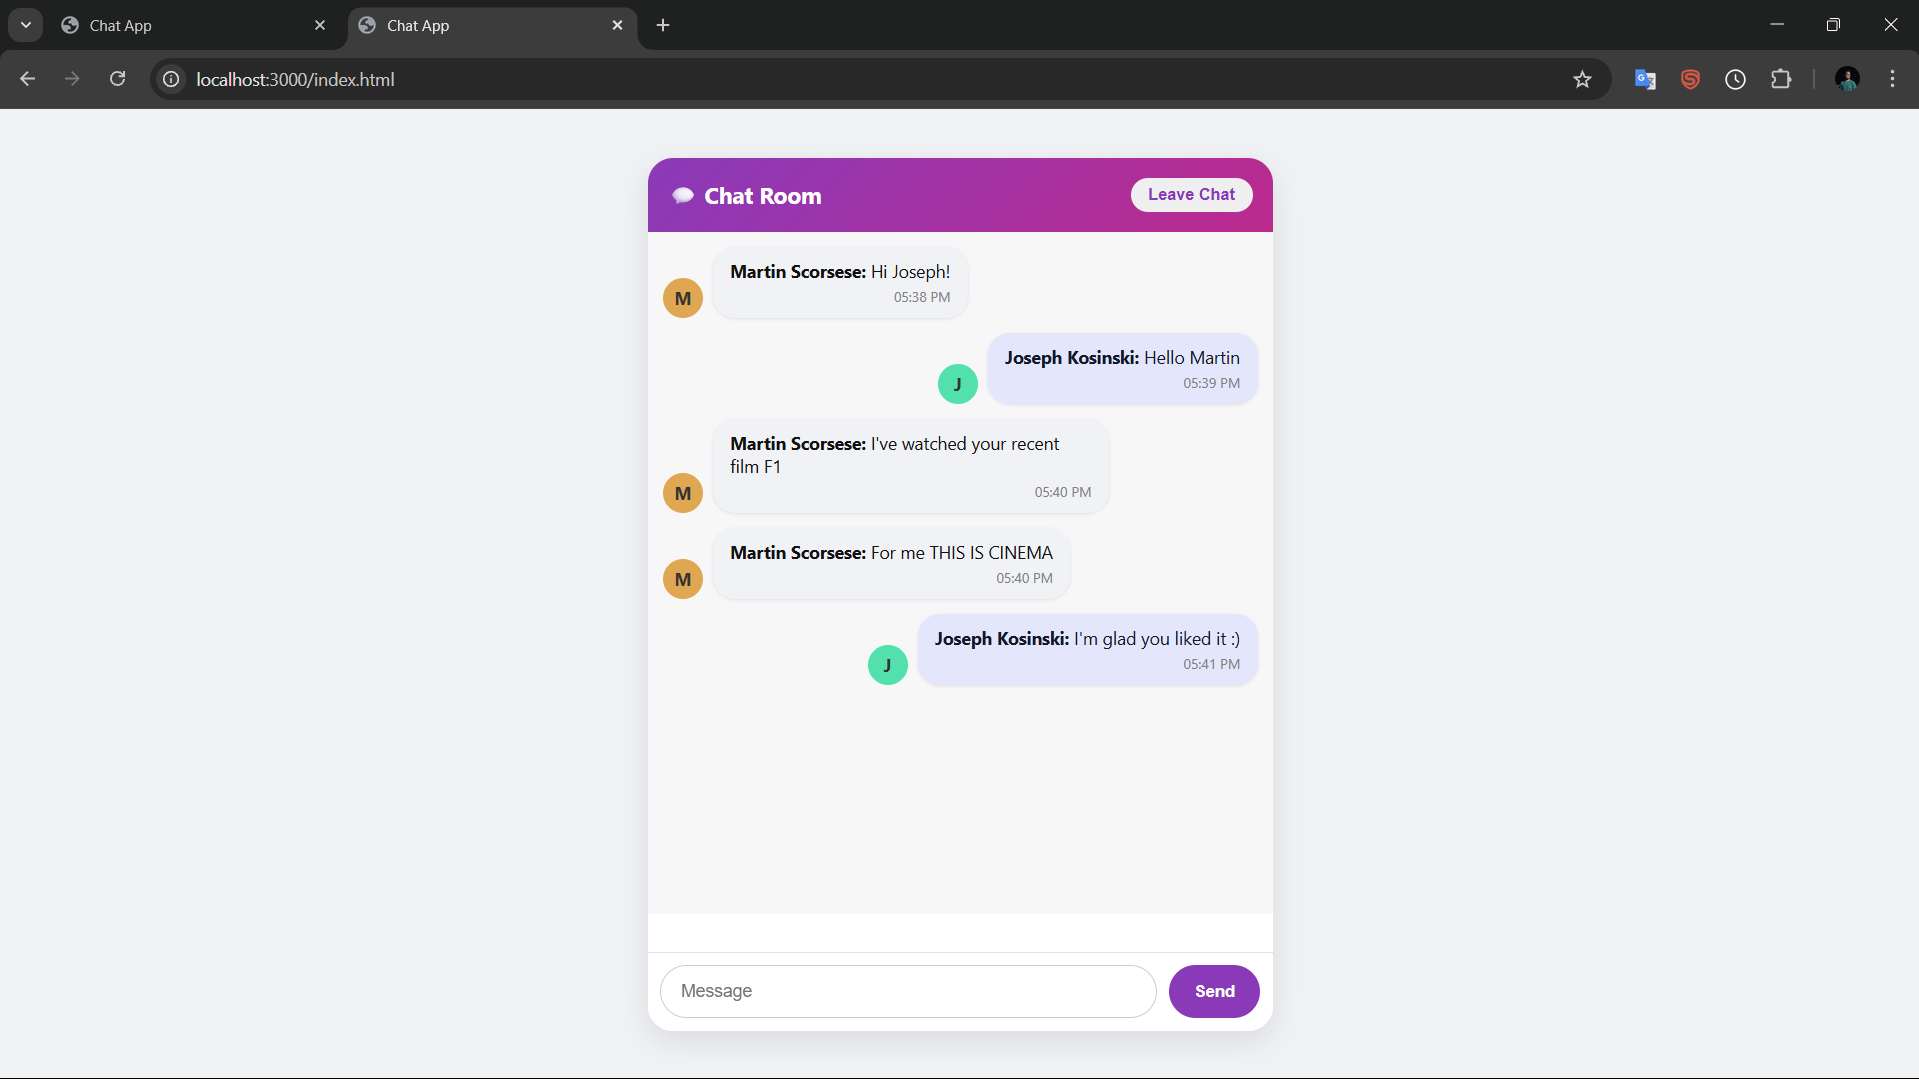 Chat App
Chat App
localhost:3000/index.html
Chat Room
Leave Chat
Martin Scorsese: Hi Joseph!
05:38 PM
M
Joseph Kosinski: Hello Martin
05:39 PM
J
Martin Scorsese: I've watched your recent
film F1
05:40 PM
M
Martin Scorsese: For me THIS IS CINEMA
05:40 PM
M
Joseph Kosinski: I'm glad you liked it :)
05:41 PM
J
Message
Send